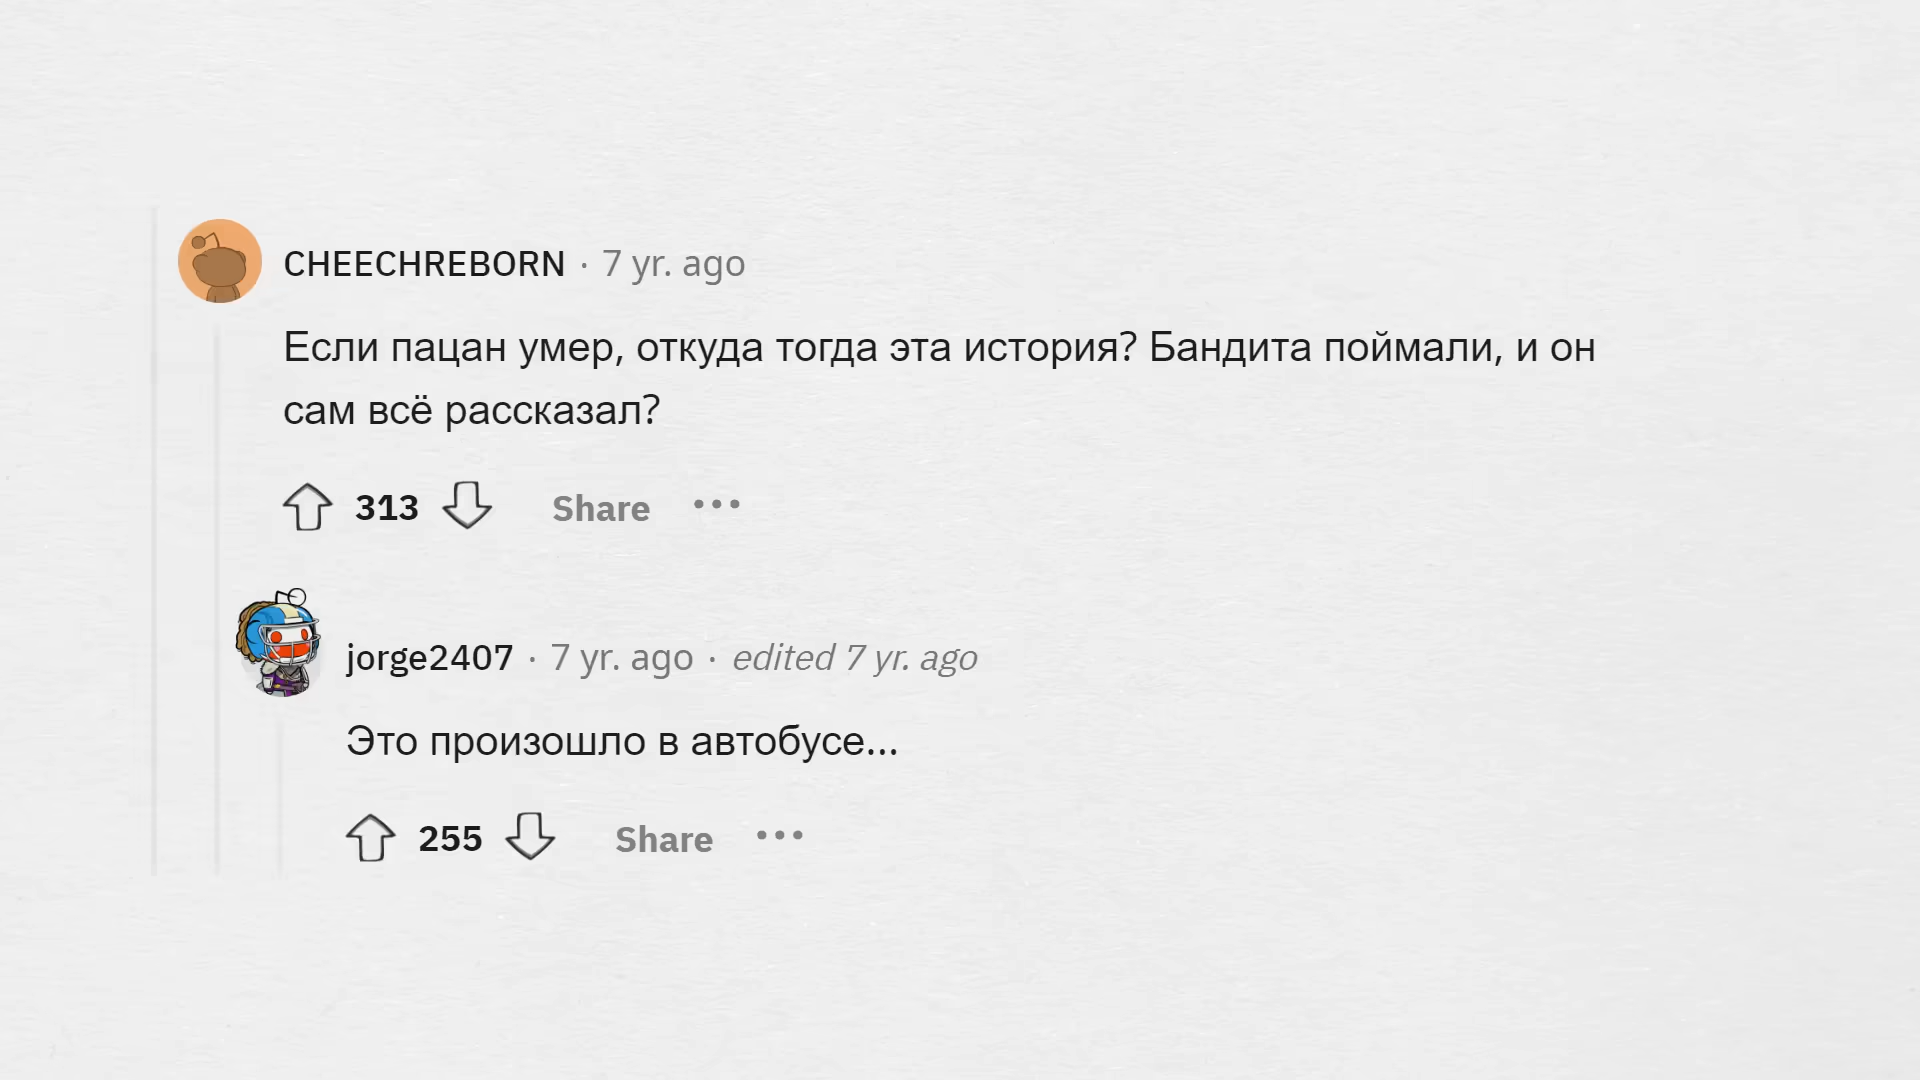 CHEECHREBORN · 7 yr. ago
Если пацан умер, откуда тогда эта история? Бандита поймали, и он
сам всё рассказал?
313 Share •••
jorge2407 · 7 yr. ago · edited 7 yr. ago
Это произошло в автобусе...
255 Share •••